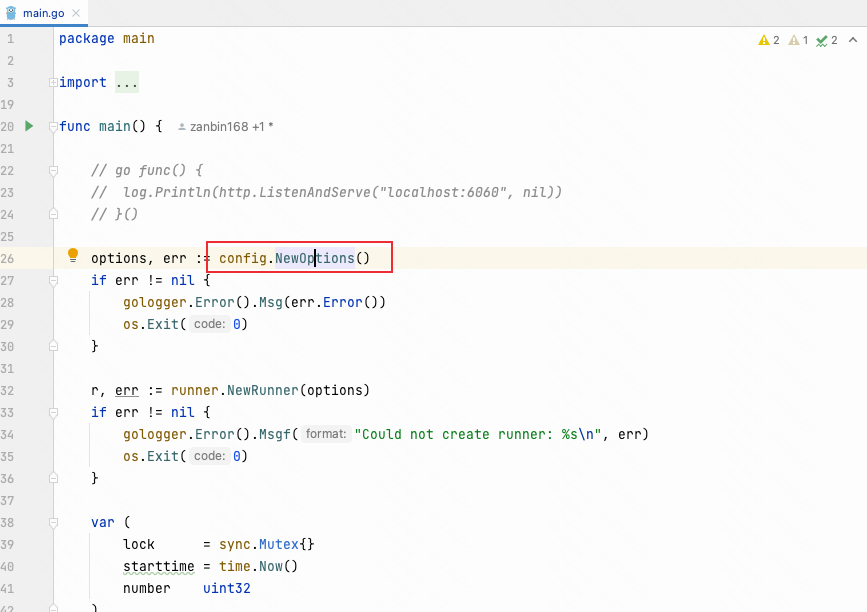 main.go
1 package main
2 1 2
2
3 import ...
19
20 func main() { zanbin168 +1 *
21
22 // go func() {
23 //  log.Println(http.ListenAndServe("localhost:6060", nil))
24 // }()
25
26 options, err := config.NewOptions()
27 if err != nil {
28 gologger.Error().Msg(err.Error())
29 os.Exit( code: 0)
30 }
31
32 r, err := runner.NewRunner(options)
33 if err != nil {
34 gologger.Error().Msgf( format: "Could not create runner: %s\n", err)
35 os.Exit( code: 0)
36 }
37
38 var (
39 lock      = sync.Mutex{}
40 starttime = time.Now()
41 number    uint32
42 )